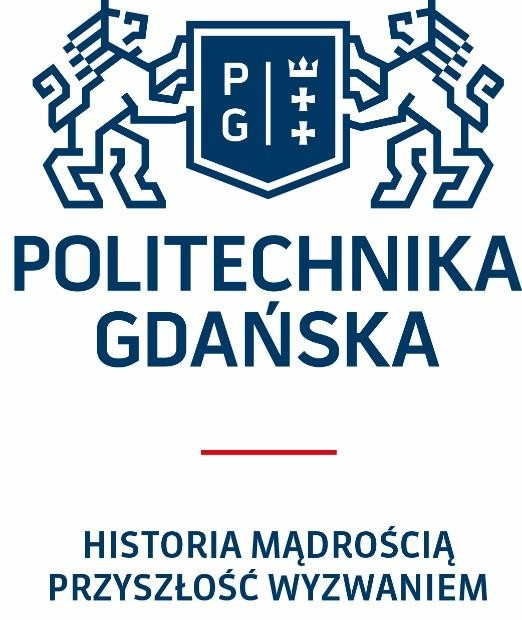 P
G
POLITECHNIKA
GDAŃSKA
HISTORIA MĄDROŚCIĄ
PRZYSZŁOŚĆ WYZWANIEM